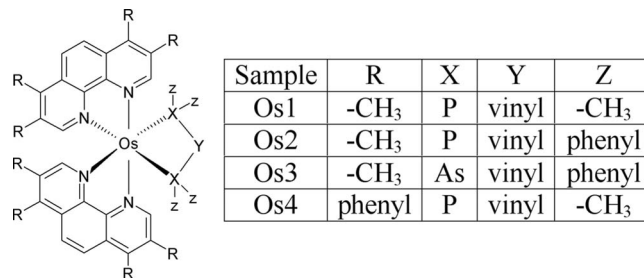 R
R
R
Z
Z
N
X
R
N
Os
Y
R
N
X
N
R
Z
Z
R
R
Sample R X Y Z
Os1 -CH₃ P vinyl -CH₃
Os2 -CH₃ P vinyl phenyl
Os3 -CH₃ As vinyl phenyl
Os4 phenyl P vinyl -CH₃